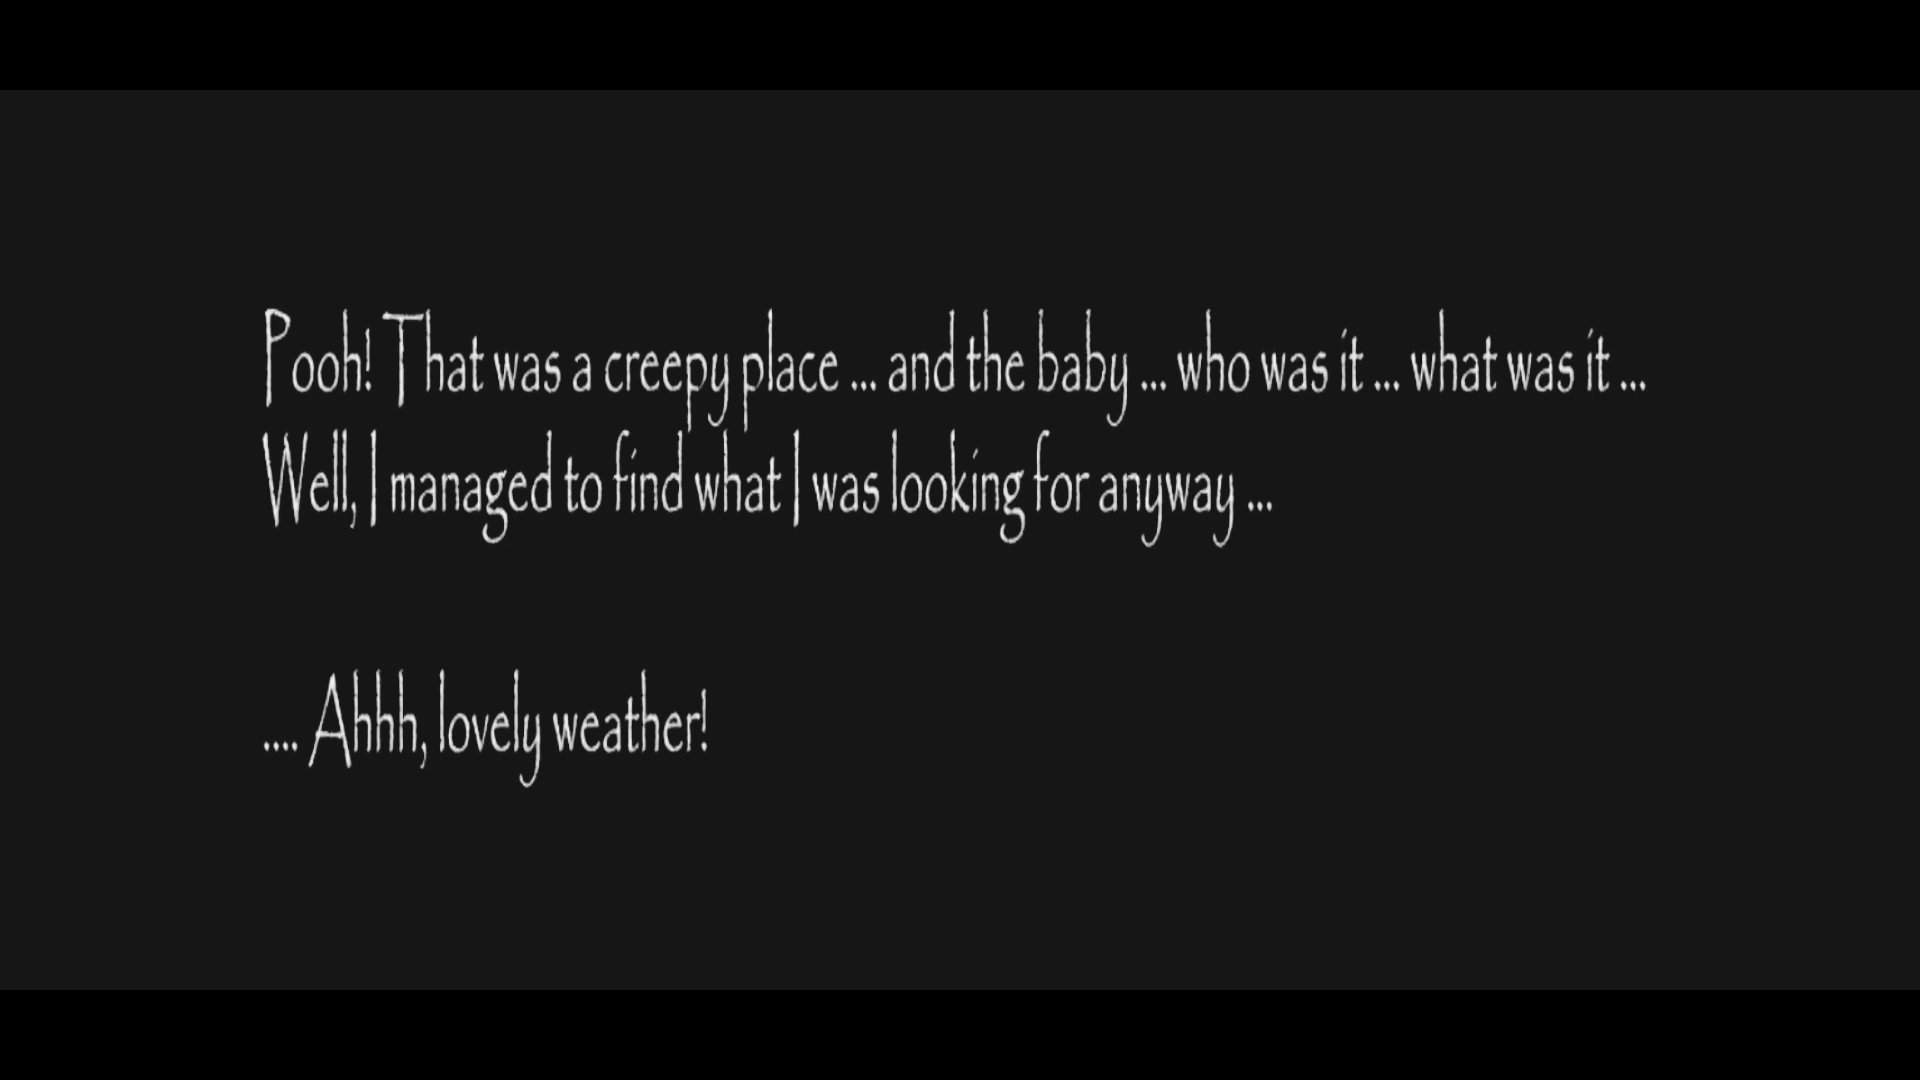 Pooh! That was a creepy place ... and the baby ... who was it ... what was it ...
Well, I managed to find what I was looking for anyway ...
.... Ahhh, lovely weather!